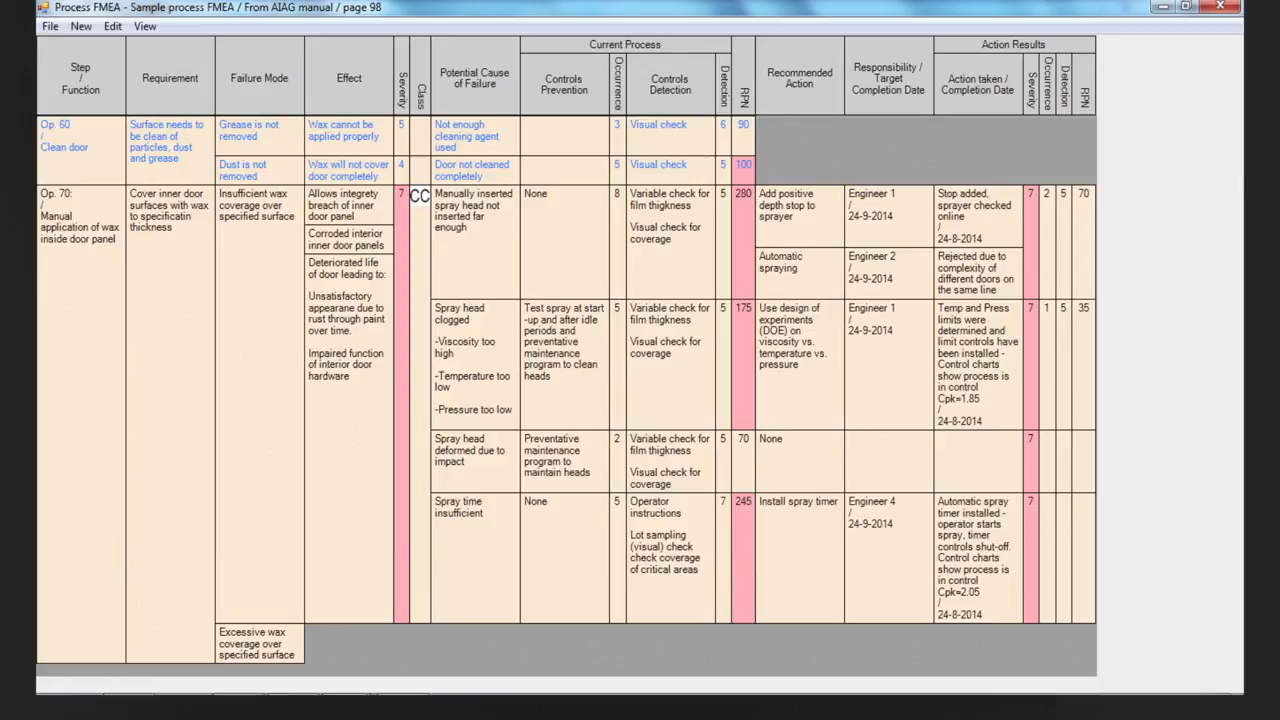 Process FMEA - Sample process FMEA / From AIAG manual / page 98
File New Edit View
Step
/
Function
Requirement
Failure Mode
Effect
Severity
Class
Potential Cause
of Failure
Current Process
Controls
Prevention
Occurrence
Controls
Detection
Detection
RPN
Recommended
Action
Responsibility /
Target
Completion Date
Action Results
Action taken /
Completion Date
Severity
Occurrence
Detection
RPN
Op. 60
/
Clean door
Surface needs to
be clean of
particles, dust
and grease
Grease is not
removed
Wax cannot be
applied properly
5
Not enough
cleaning agent
used
3
Visual check
6
90
Dust is not
removed
Wax will not cover
door completely
4
Door not cleaned
completely
5
Visual check
5
100
Op. 70:
/
Manual
application of wax
inside door panel
Cover inner door
surfaces with wax
to specificatin
thickness
Insufficient wax
coverage over
specified surface
Allows integrety
breach of inner
door panel
Corroded interior
inner door panels
Deteriorated life
of door leading to:
Unsatisfactory
appearane due to
rust through paint
over time.
Impaired function
of interior door
hardware
7
CC
Manually inserted
spray head not
inserted far
enough
None
8
Variable check for
film thigkness
Visual check for
coverage
5
280
Add positive
depth stop to
sprayer
Engineer 1
/
24-9-2014
Stop added,
sprayer checked
online
/
24-8-2014
7
2
5
70
Automatic
spraying
Engineer 2
/
24-9-2014
Rejected due to
complexity of
different doors on
the same line
Spray head
clogged
-Viscosity too
high
-Temperature too
low
-Pressure too low
Test spray at start
-up and after idle
periods and
preventative
maintenance
program to clean
heads
5
Variable check for
film thigkness
Visual check for
coverage
5
175
Use design of
experiments
(DOE) on
viscosity vs.
temperature vs.
pressure
Engineer 1
/
24-9-2014
Temp and Press
limits were
determined and
limit controls have
been installed -
Control charts
show process is
in control
Cpk=1.85
/
24-8-2014
7
1
5
35
Spray head
deformed due to
impact
Preventative
maintenance
program to
maintain heads
2
Variable check for
film thigkness
Visual check for
coverage
5
70
None
7
Spray time
insufficient
None
5
Operator
instructions
Lot sampling
(visual) check
check coverage
of critical areas
7
245
Install spray timer
Engineer 4
/
24-9-2014
Automatic spray
timer installed -
operator starts
spray, timer
controls shut-off.
Control charts
show process is
in control
Cpk=2.05
/
24-8-2014
7
Excessive wax
coverage over
specified surface